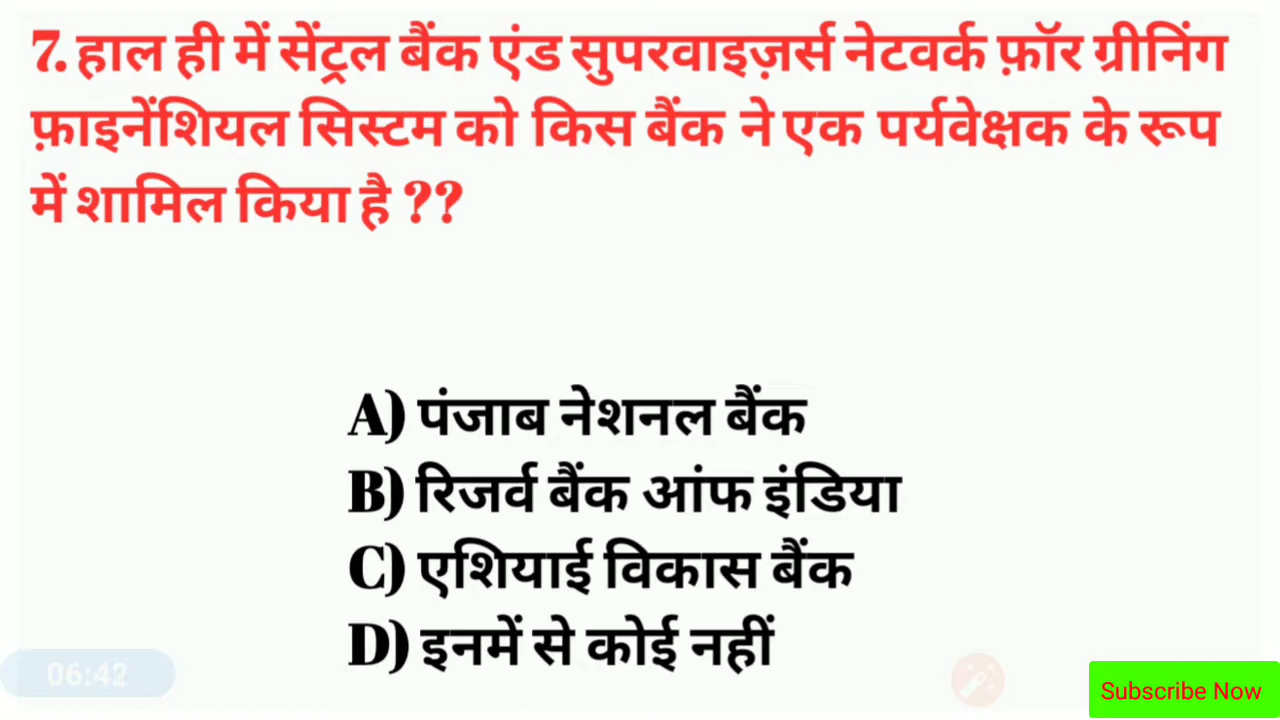 7. हाल ही में सेंट्रल बैंक एंड सुपरवाइज़र्स नेटवर्क फ़ॉर ग्रीनिंग
फ़ाइनेंशियल सिस्टम को किस बैंक ने एक पर्यवेक्षक के रूप
में शामिल किया है ??
A) पंजाब नेशनल बैंक
B) रिजर्व बैंक आंफ इंडिया
C) एशियाई विकास बैंक
D) इनमें से कोई नहीं
06:42
Subscribe Now